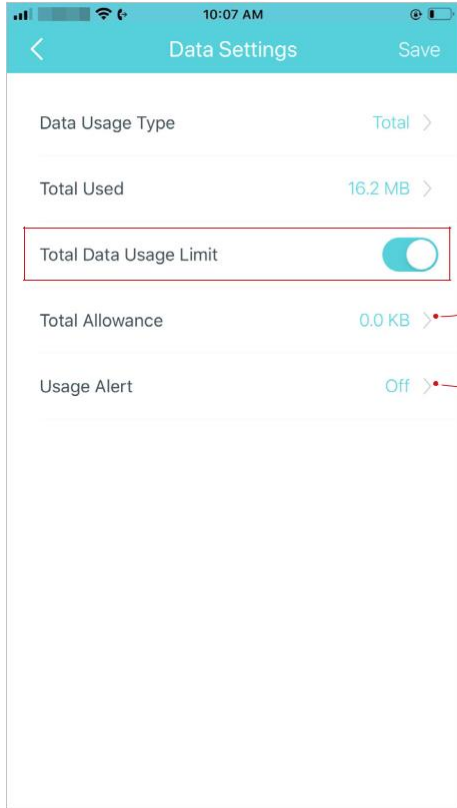 10:07 AM
Data Settings
Save
Data Usage Type
Total
Total Used
16.2 MB
Total Data Usage Limit
Total Allowance
0.0 KB
Usage Alert
Off